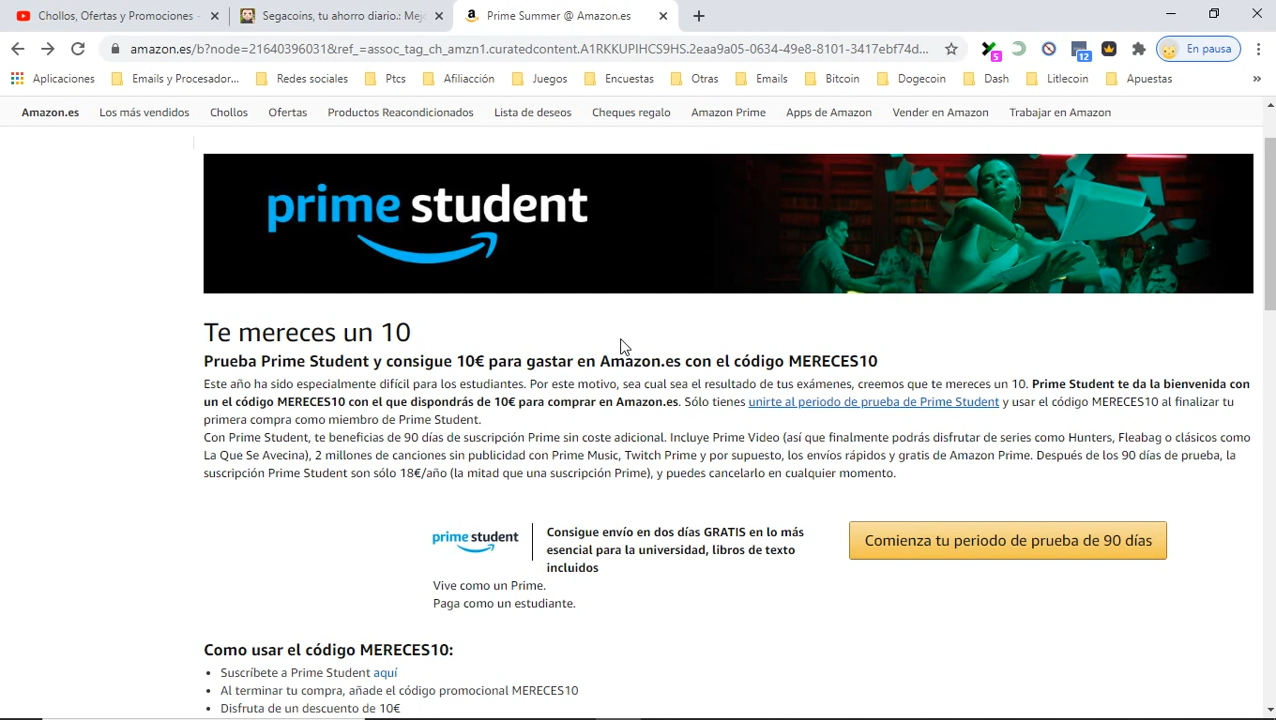 Chollos, Ofertas y Promociones -
Segacoins, tu ahorro diario.: Mej
Prime Summer @ Amazon.es
amazon.es/b?node=21640396031&ref_=assoc_tag_ch_amzn1.curatedcontent.A1RKKUPIHCS9HS.2eaa9a05-0634-49e8-8101-3417ebf74d...
5
12
En pausa
Aplicaciones
Emails y Procesador...
Redes sociales
Ptcs
Afiliacción
Juegos
Encuestas
Otras
Emails
Bitcoin
Dogecoin
Dash
Litlecoin
Apuestas
»
Amazon.es
Los más vendidos
Chollos
Ofertas
Productos Reacondicionados
Lista de deseos
Cheques regalo
Amazon Prime
Apps de Amazon
Vender en Amazon
Trabajar en Amazon
prime student
Te mereces un 10
Prueba Prime Student y consigue 10€ para gastar en Amazon.es con el código MERECES10
Este año ha sido especialmente difícil para los estudiantes. Por este motivo, sea cual sea el resultado de tus exámenes, creemos que te mereces un 10. Prime Student te da la bienvenida con
un el código MERECES10 con el que dispondrás de 10€ para comprar en Amazon.es. Sólo tienes unirte al periodo de prueba de Prime Student y usar el código MERECES10 al finalizar tu
primera compra como miembro de Prime Student.
Con Prime Student, te beneficias de 90 días de suscripción Prime sin coste adicional. Incluye Prime Video (así que finalmente podrás disfrutar de series como Hunters, Fleabag o clásicos como
La Que Se Avecina), 2 millones de canciones sin publicidad con Prime Music, Twitch Prime y por supuesto, los envíos rápidos y gratis de Amazon Prime. Después de los 90 días de prueba, la
suscripción Prime Student son sólo 18€/año (la mitad que una suscripción Prime), y puedes cancelarlo en cualquier momento.
prime student
Consigue envío en dos días GRATIS en lo más
esencial para la universidad, libros de texto
incluidos
Comienza tu periodo de prueba de 90 días
Vive como un Prime.
Paga como un estudiante.
Como usar el código MERECES10:
• Suscríbete a Prime Student aquí
• Al terminar tu compra, añade el código promocional MERECES10
• Disfruta de un descuento de 10€